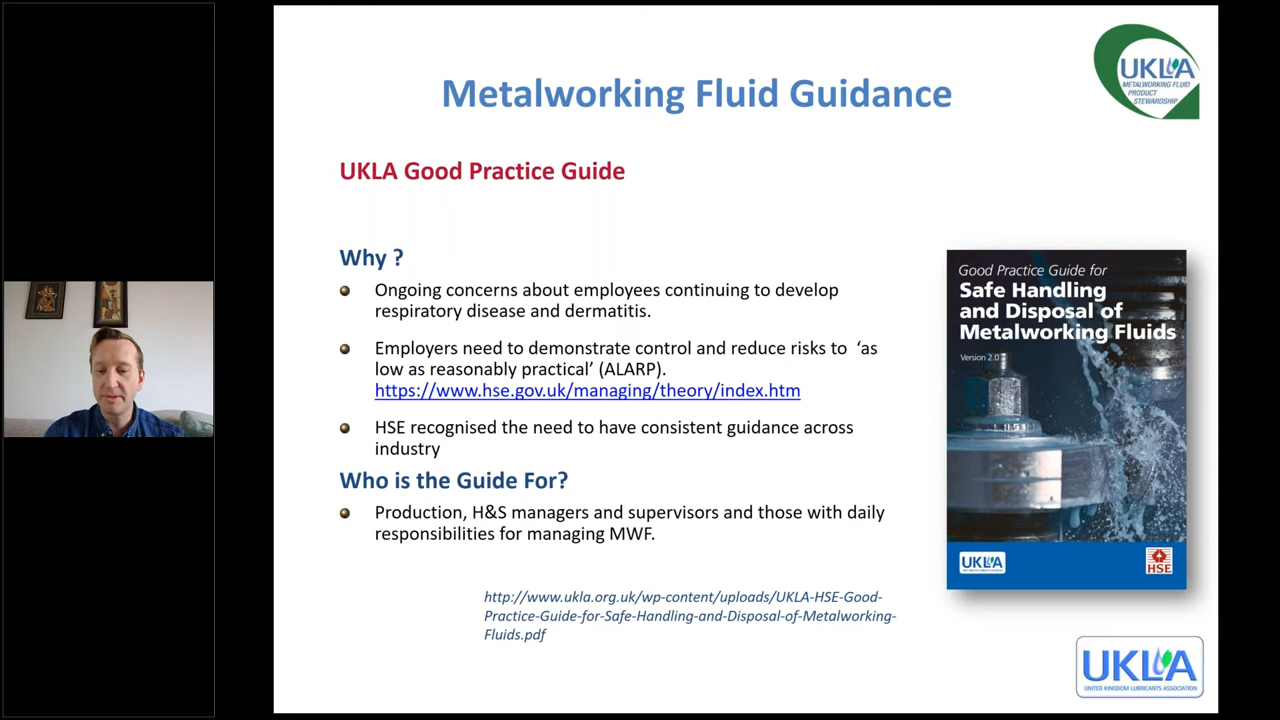 Metalworking Fluid Guidance
UKLA
METALWORKING FLUID
PRODUCT
STEWARDSHIP
UKLA Good Practice Guide
Why ?
Ongoing concerns about employees continuing to develop
respiratory disease and dermatitis.
Employers need to demonstrate control and reduce risks to ‘as
low as reasonably practical’ (ALARP).
https://www.hse.gov.uk/managing/theory/index.htm
HSE recognised the need to have consistent guidance across
industry
Who is the Guide For?
Production, H&S managers and supervisors and those with daily
responsibilities for managing MWF.
Good Practice Guide for
Safe Handling
and Disposal of
Metalworking Fluids
Version 2.0
UKLA
HSE
http://www.ukla.org.uk/wp-content/uploads/UKLA-HSE-Good-
Practice-Guide-for-Safe-Handling-and-Disposal-of-Metalworking-
Fluids.pdf
UKLA
UNITED KINGDOM LUBRICANTS ASSOCIATION